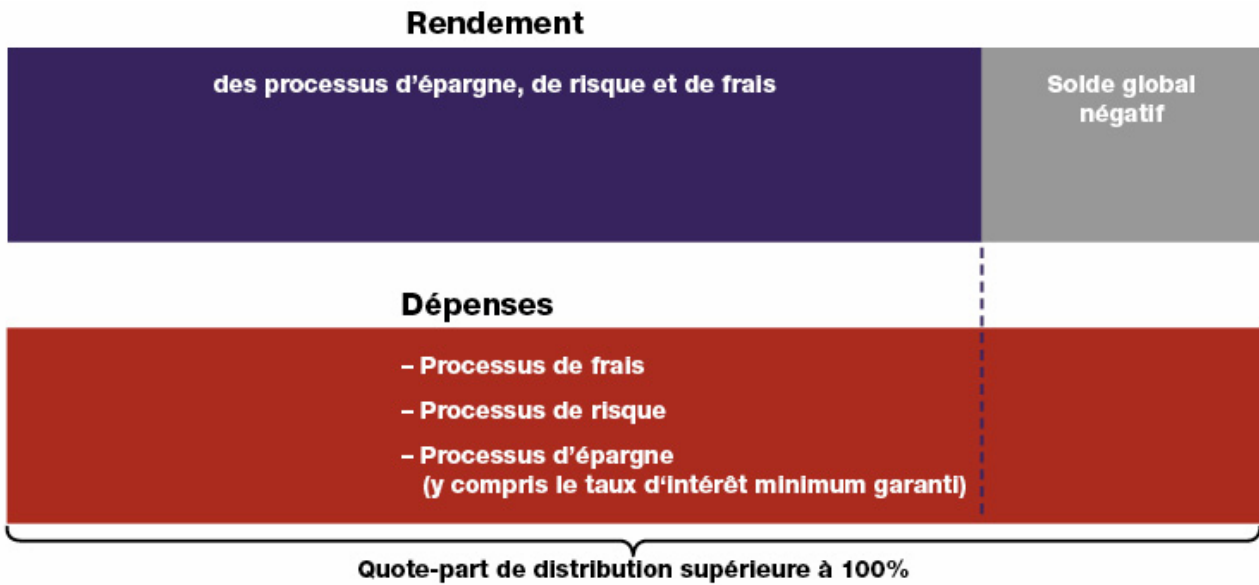 Rendement
des processus d'épargne, de risque et de frais
Solde global
négatif
Dépenses
– Processus de frais
– Processus de risque
– Processus d'épargne
(y compris le taux d‘intérêt minimum garanti)
Quote-part de distribution supérieure à 100%